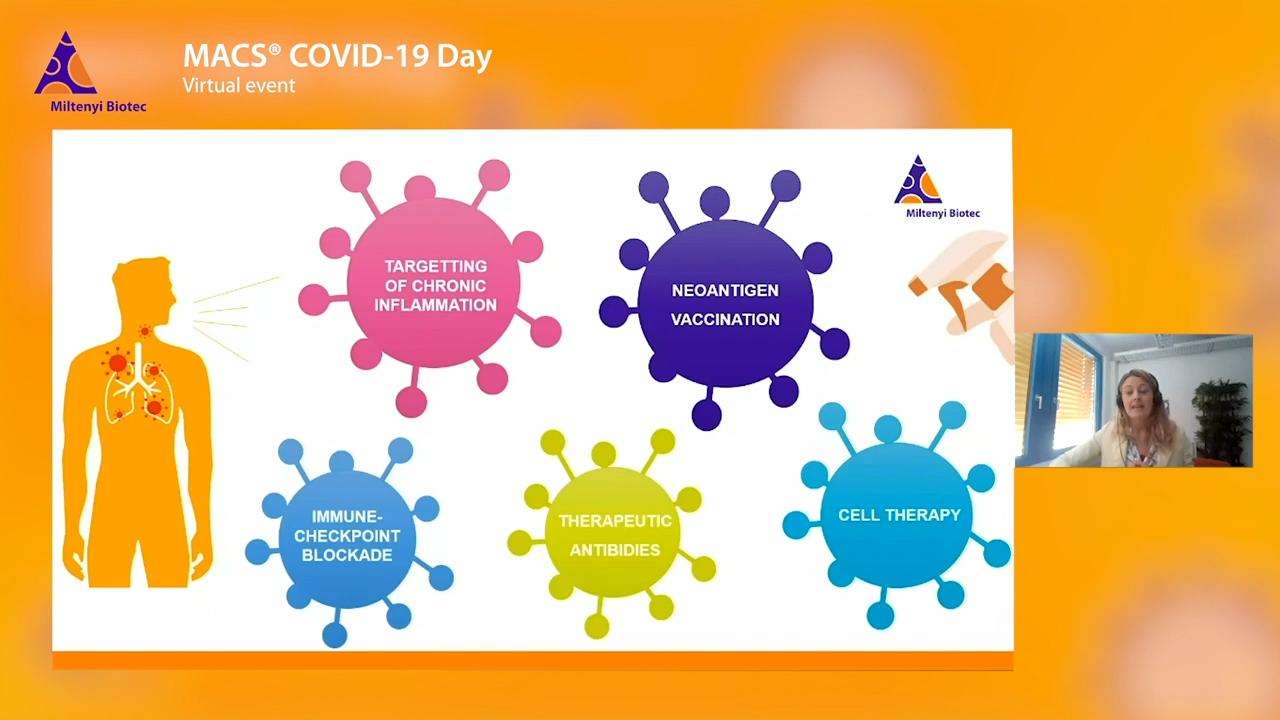 MACS® COVID-19 Day
Virtual event
Miltenyi Biotec
Miltenyi Biotec
TARGETTING
OF CHRONIC
INFLAMMATION
NEOANTIGEN
VACCINATION
IMMUNE-
CHECKPOINT
BLOCKADE
THERAPEUTIC
ANTIBIDIES
CELL THERAPY